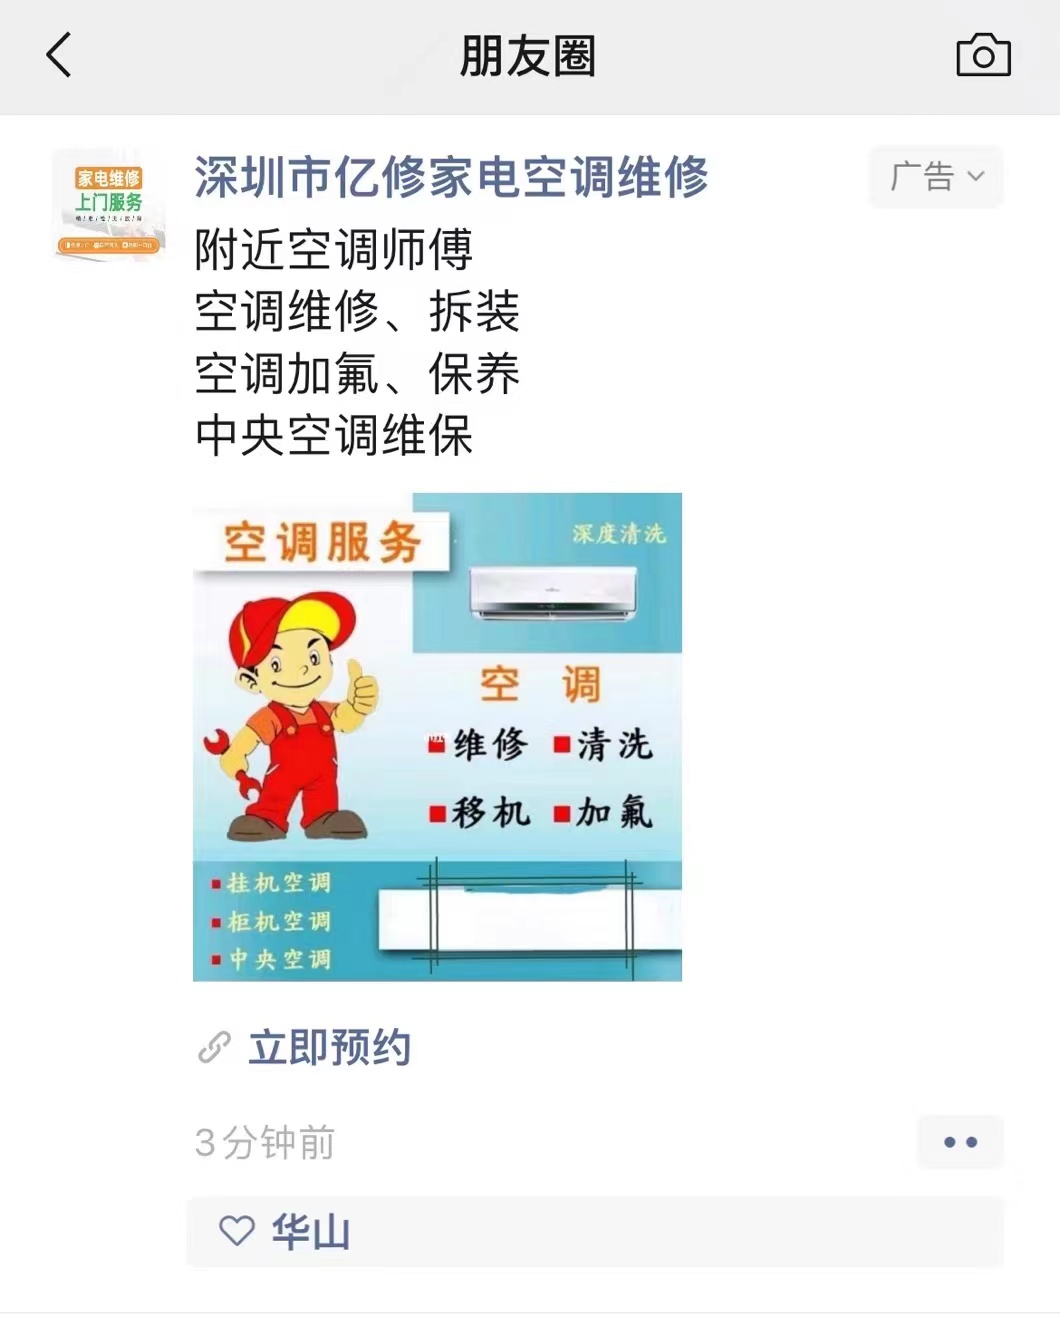 朋友圈
家电维修
上门服务
深圳市亿修家电空调维修
广告
附近空调师傅
空调维修、拆装
空调加氟、保养
中央空调维保
空调服务
深度清洗
空 调
维修 清洗
移机 加氟
挂机空调
柜机空调
中央空调
立即预约
3分钟前
华山